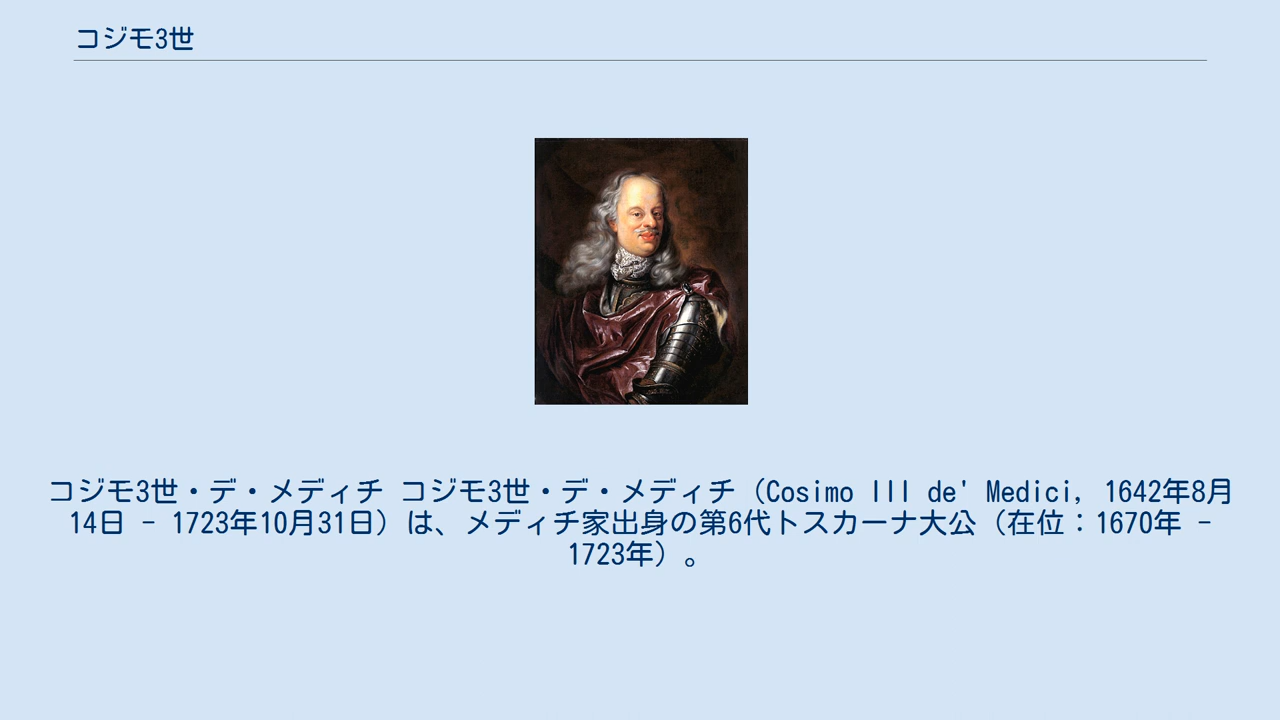 コジモ3世
コジモ3世・デ・メディチ コジモ3世・デ・メディチ（Cosimo III de' Medici, 1642年8月
14日 - 1723年10月31日）は、メディチ家出身の第6代トスカーナ大公（在位：1670年 -
1723年）。